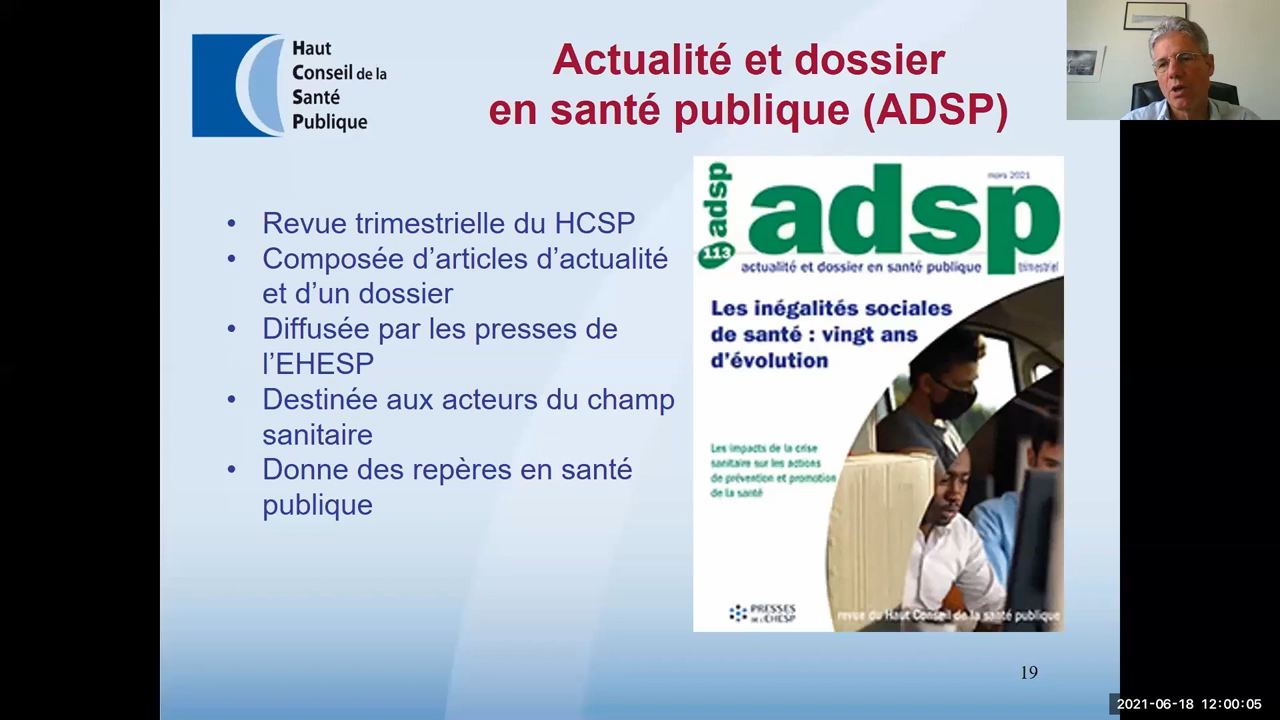 Haut
Conseil de la
Santé
Publique
Actualité et dossier
en santé publique (ADSP)
• Revue trimestrielle du HCSP
• Composée d’articles d’actualité
et d’un dossier
• Diffusée par les presses de
l’EHESP
• Destinée aux acteurs du champ
sanitaire
• Donne des repères en santé
publique
adsp
113
mars 2021
adsp
actualité et dossier en santé publique
trimestriel
Les inégalités sociales
de santé : vingt ans
d’évolution
Les impacts de la crise
sanitaire sur les actions
de prévention et promotion
de la santé
PRESSES
DE L’EHESP
revue du Haut Conseil de la santé publique
19
2021-06-18 12:00:05